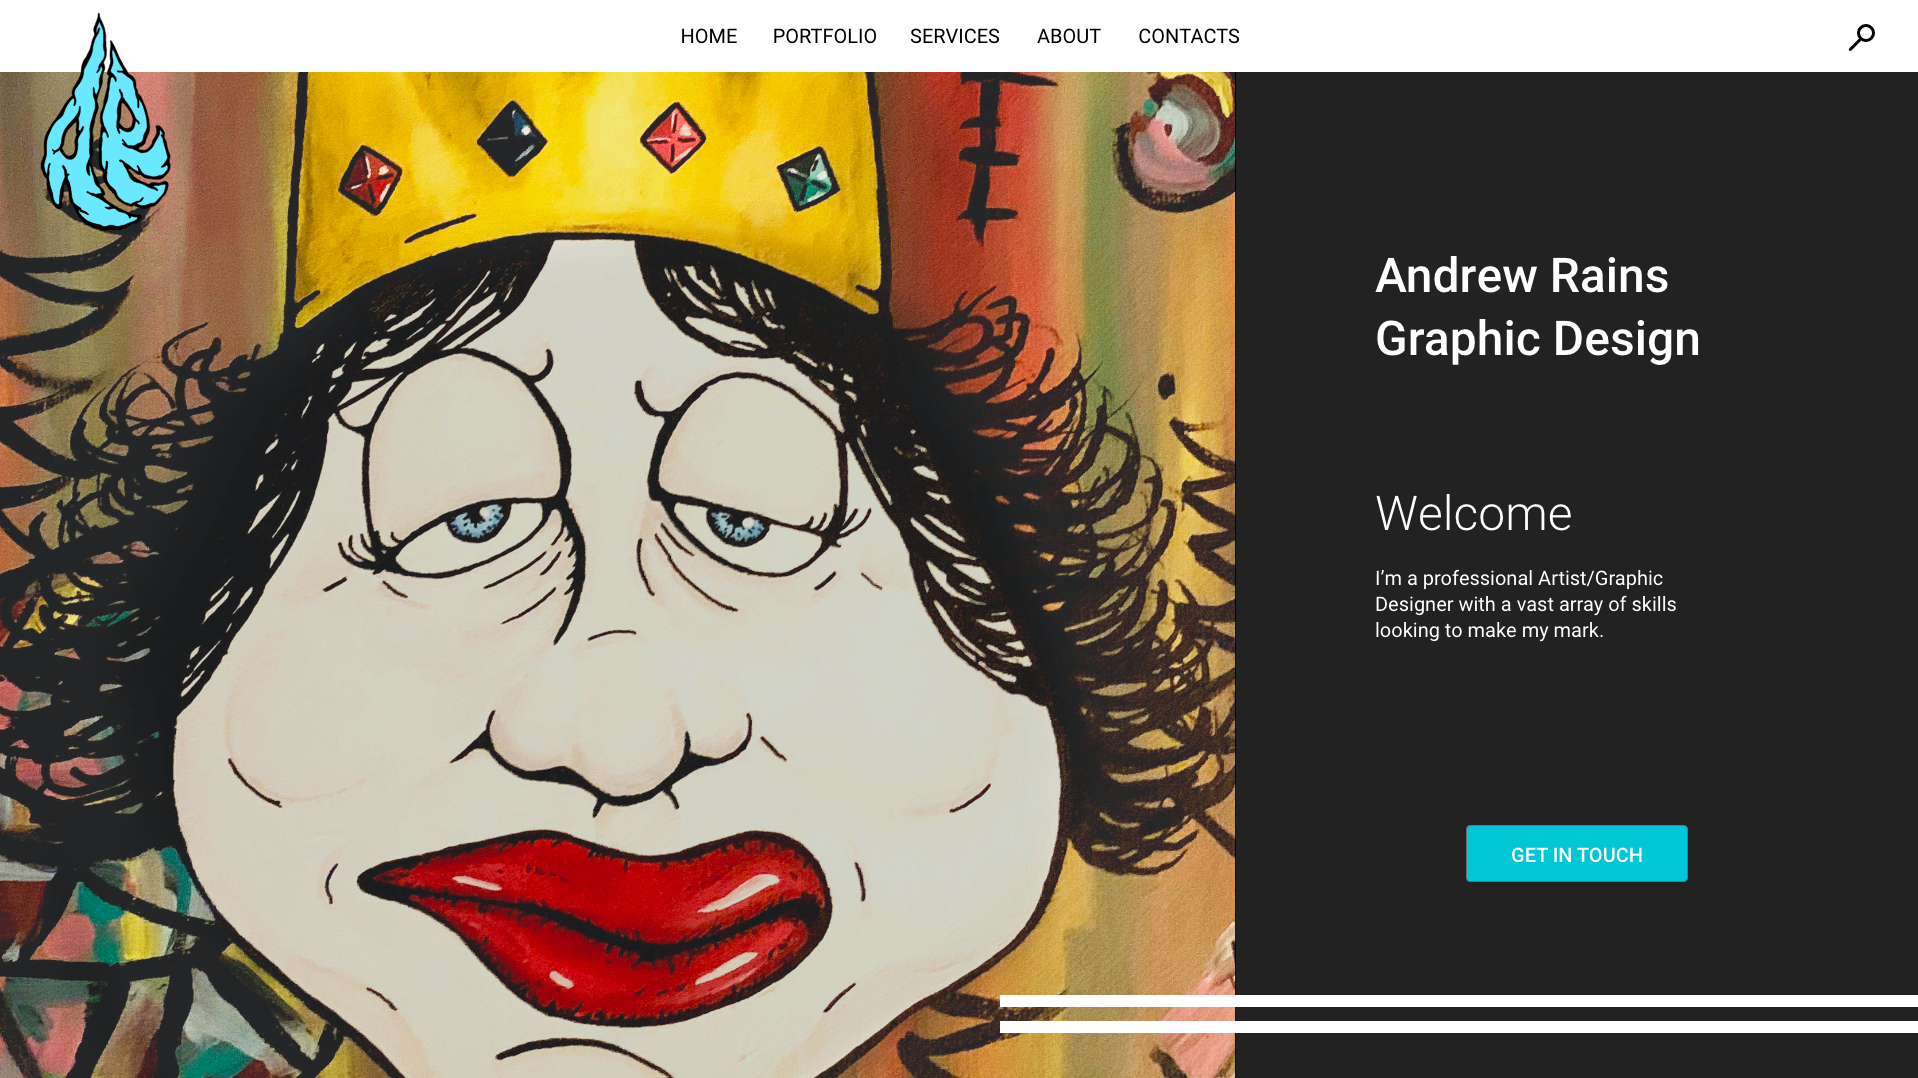 HOME PORTFOLIO SERVICES ABOUT CONTACTS
Andrew Rains
Graphic Design
Welcome
I’m a professional Artist/Graphic
Designer with a vast array of skills
looking to make my mark.
GET IN TOUCH